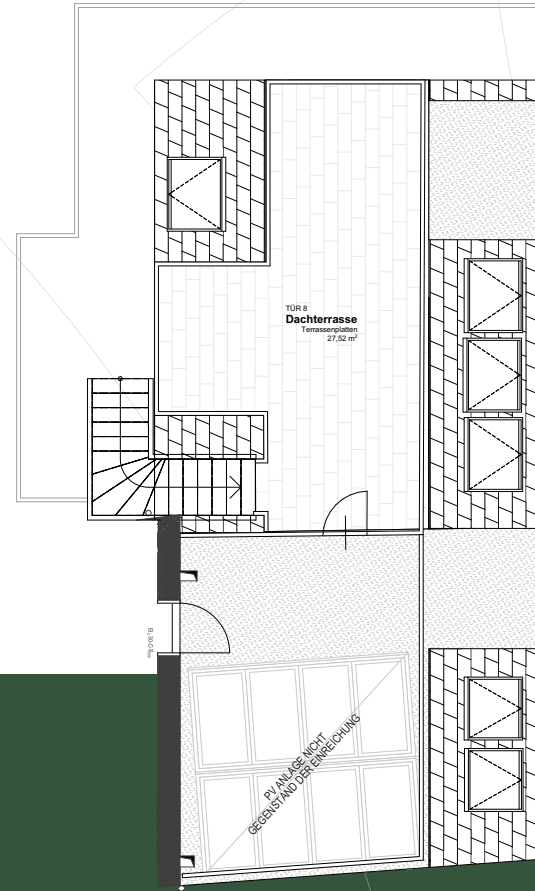 TÜR 8
Dachterrasse
Terrassenplatten
27,52 m²
PV ANLAGE NICHT
GEGENSTAND DER EINREICHUNG